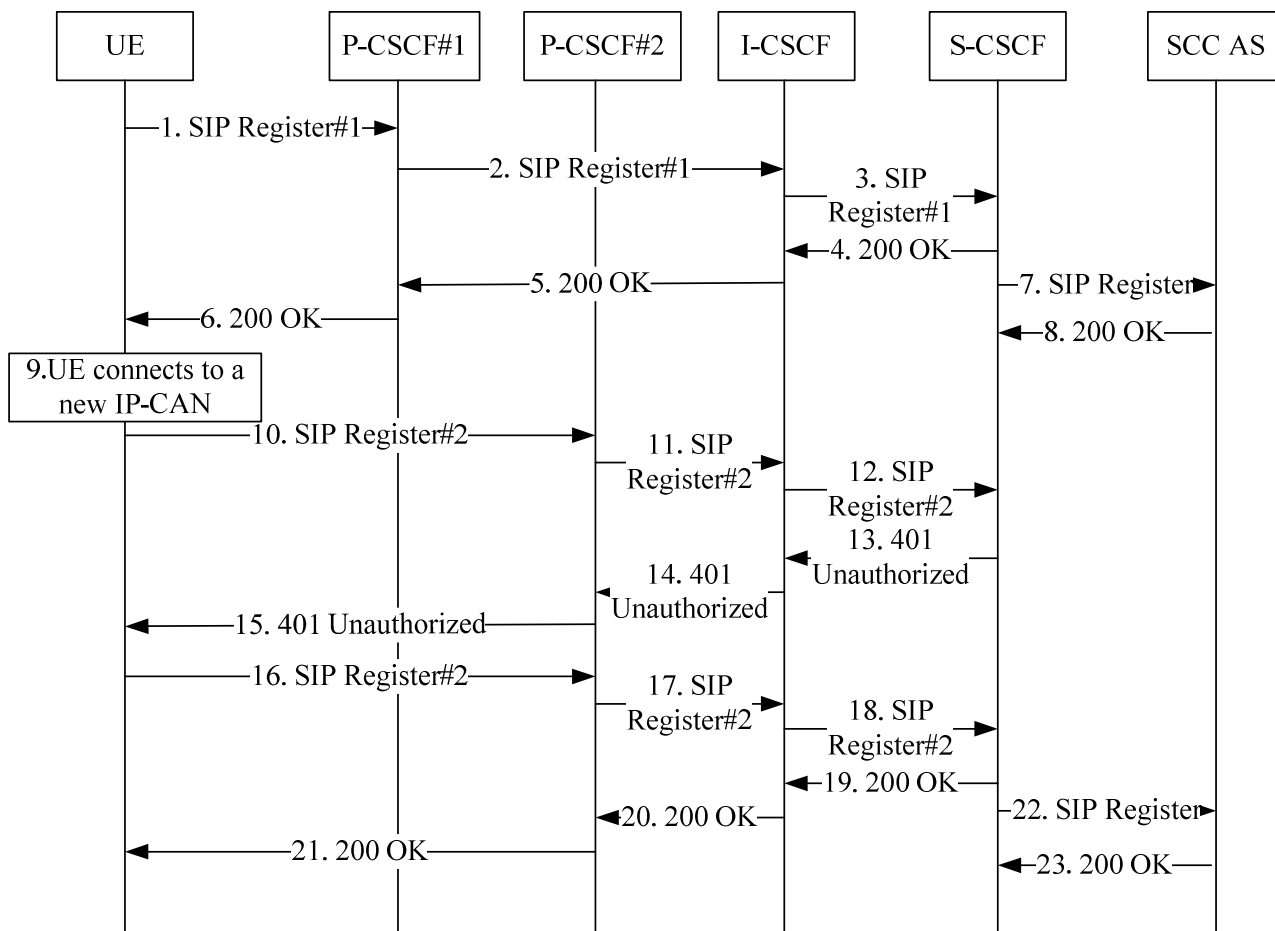 UE
P-CSCF#1
P-CSCF#2
I-CSCF
S-CSCF
SCC AS
1. SIP Register#1
2. SIP Register#1
3. SIP
Register#1
4. 200 OK
5. 200 OK
6. 200 OK
7. SIP Register
8. 200 OK
9.UE connects to a
new IP-CAN
10. SIP Register#2
11. SIP
Register#2
12. SIP
Register#2
13. 401
Unauthorized
14. 401
Unauthorized
15. 401 Unauthorized
16. SIP Register#2
17. SIP
Register#2
18. SIP
Register#2
19. 200 OK
20. 200 OK
21. 200 OK
22. SIP Register
23. 200 OK